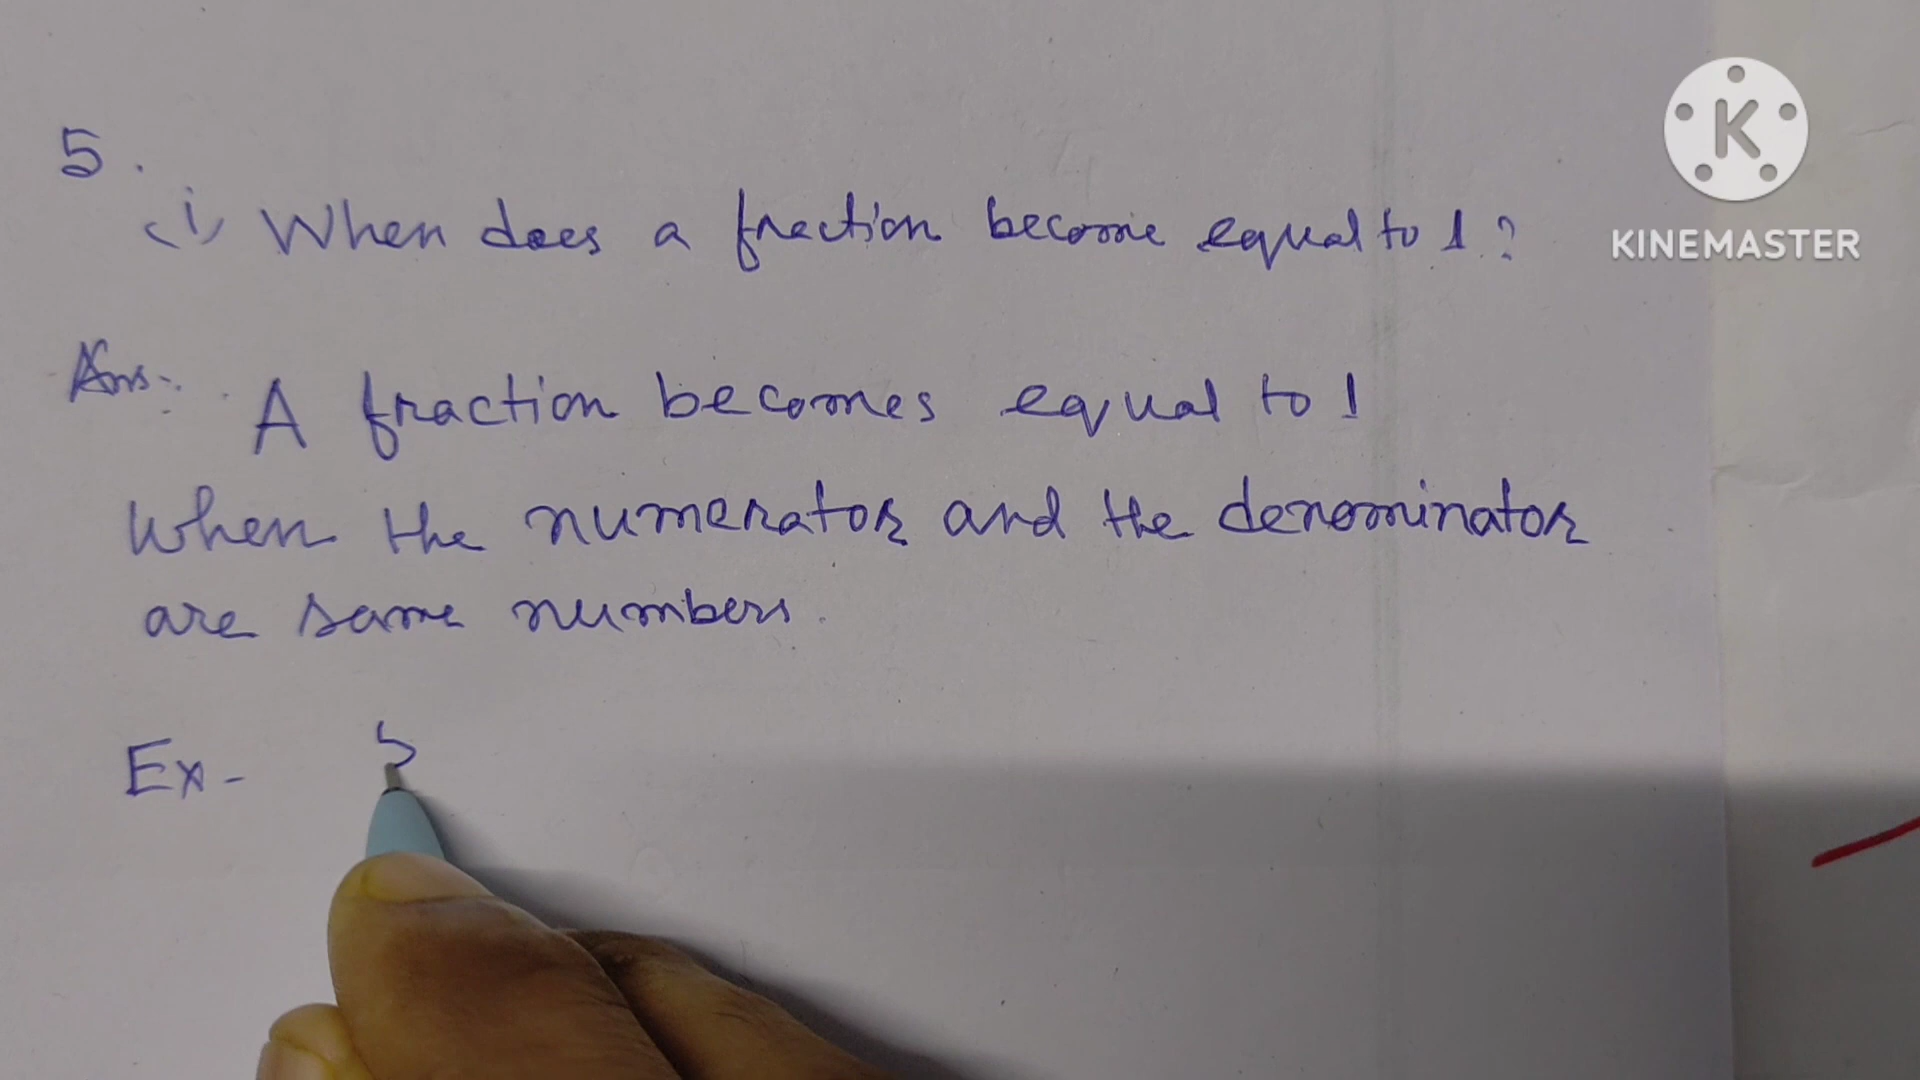 5.
(i) When does a fraction become equal to 1?
Ans:- A fraction becomes equal to 1
when the numerator and the denominator
are same numbers.
Ex- 5
K
KINEMASTER